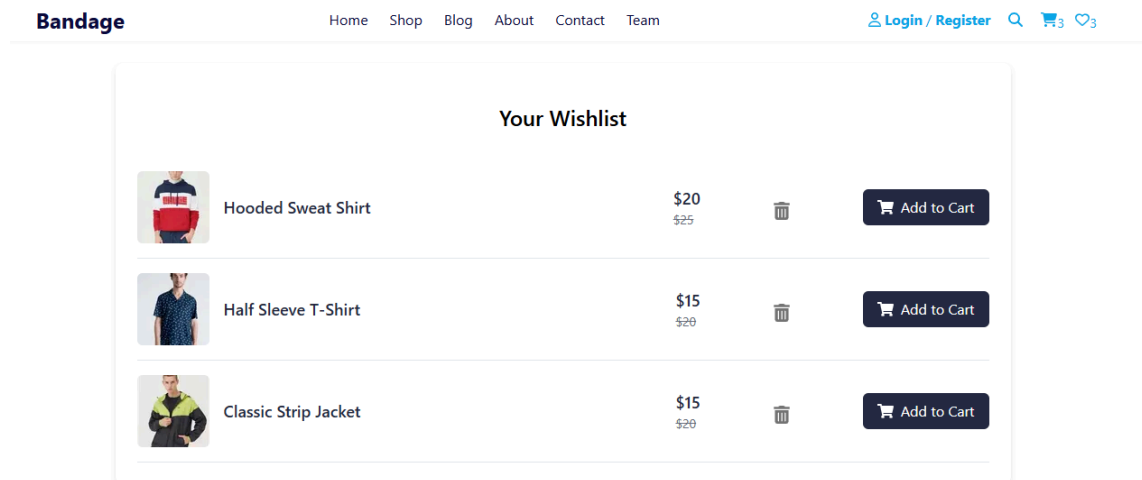 Bandage Home Shop Blog About Contact Team Login / Register 3 3
Your Wishlist
Hooded Sweat Shirt $20 Add to Cart
$25
Half Sleeve T-Shirt $15 Add to Cart
$20
Classic Strip Jacket $15 Add to Cart
$20